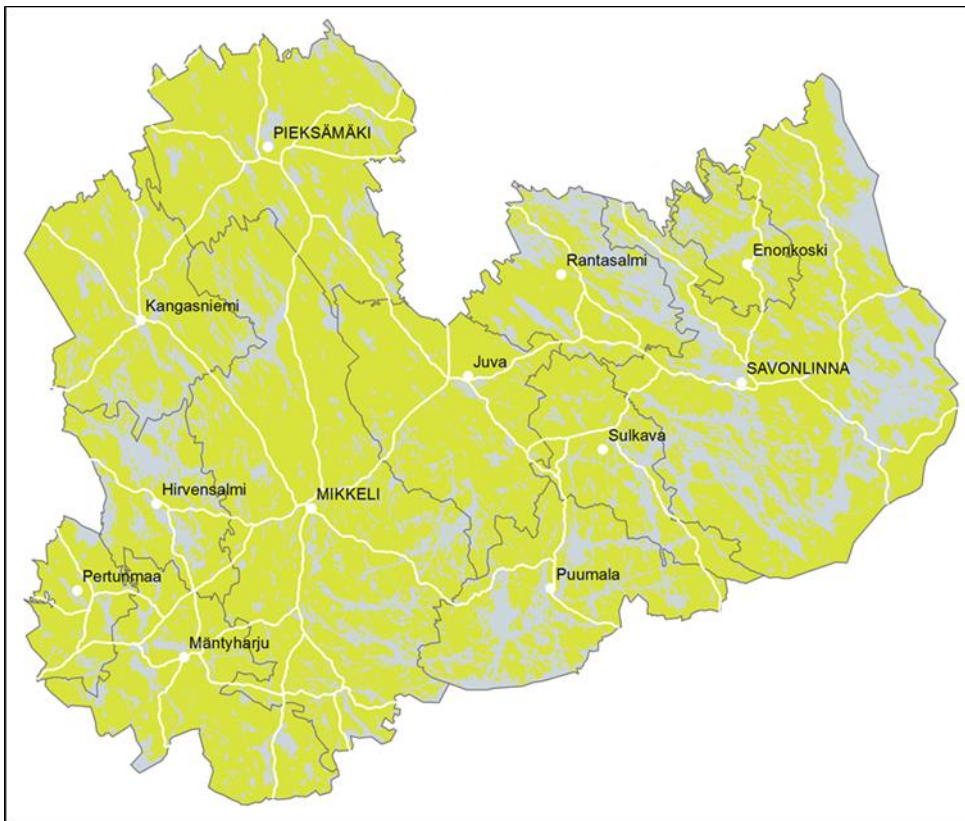 PIEKSÄMÄKI
Enonkoski
Rantasalmi
Kangasniemi
Juva
SAVONLINNA
Sulkava
Hirvensalmi
MIKKELI
Pertunmaa
Puumala
Mäntyharju